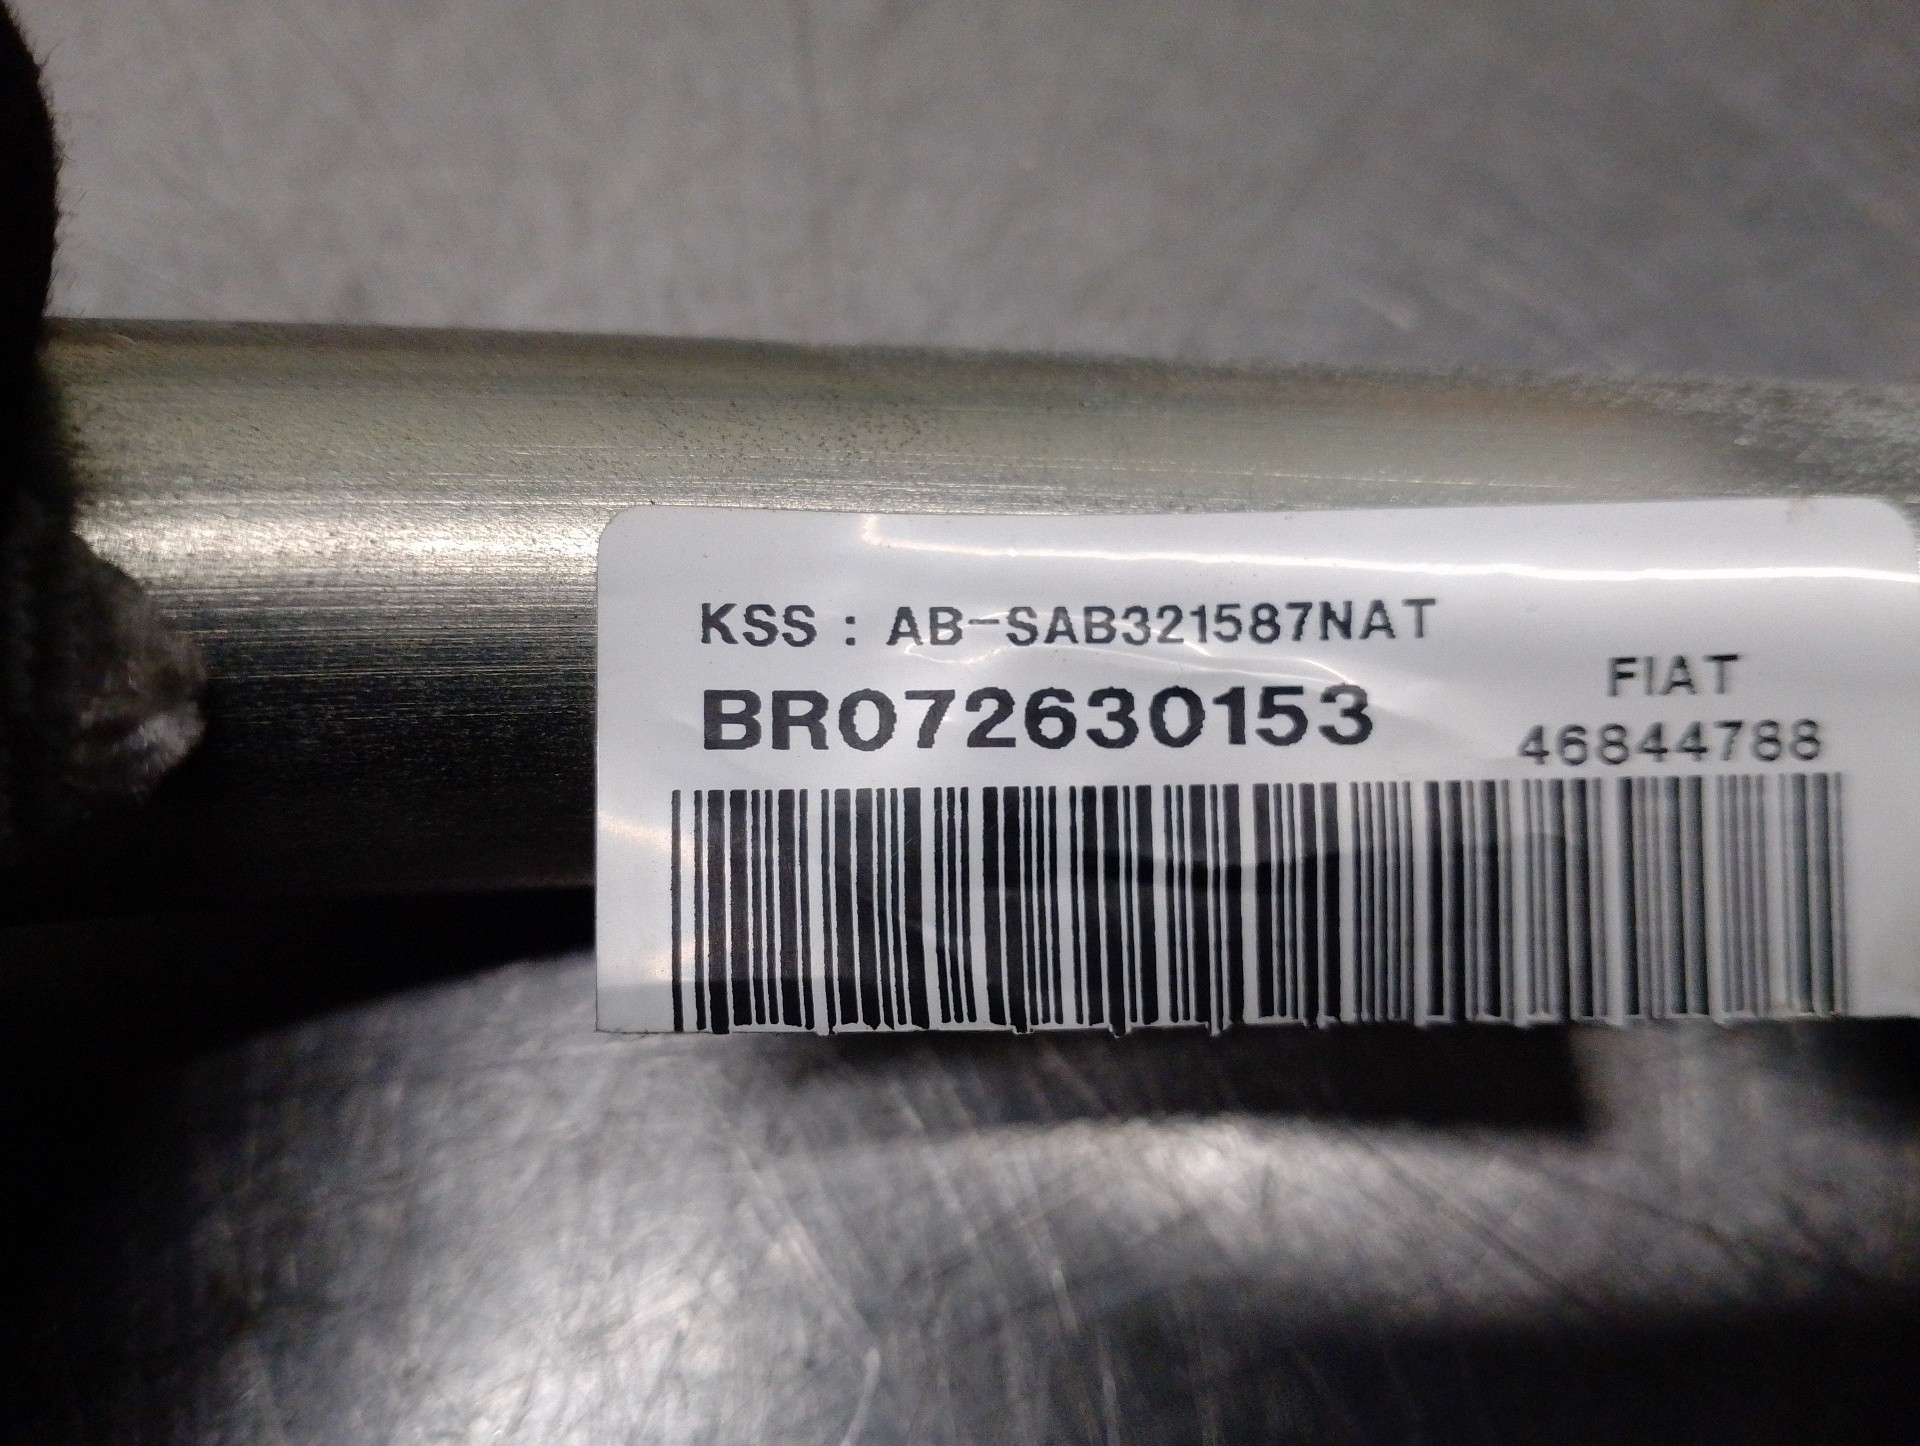 KSS : AB-SAB321587NAT
FIAT
BR072630153
46844788